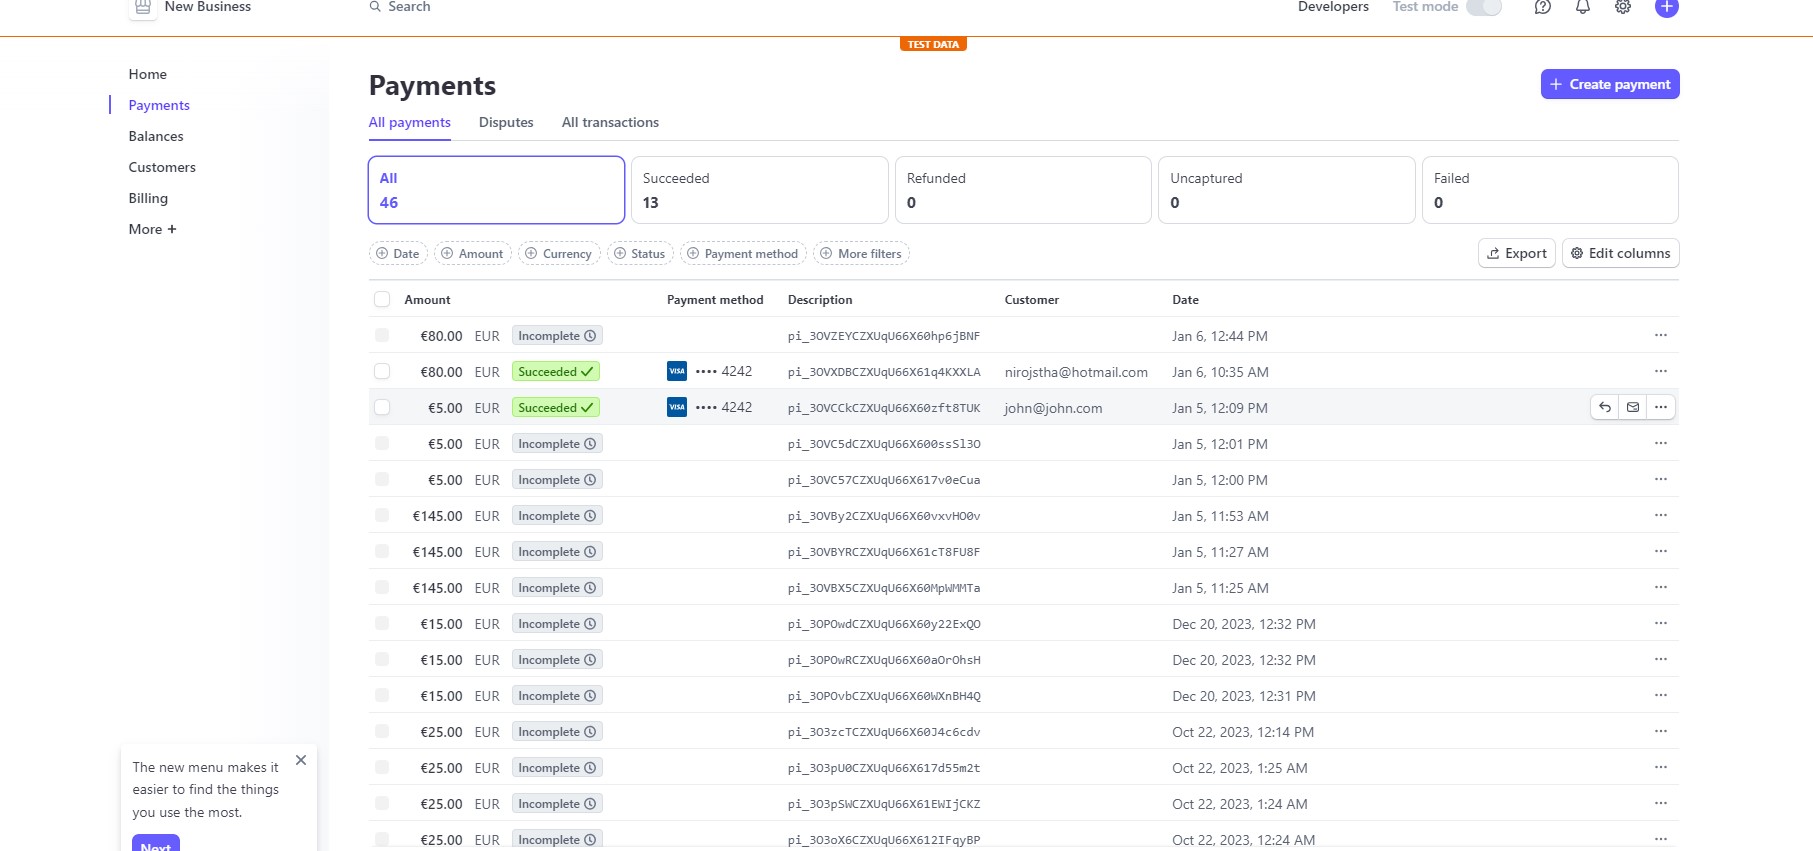 New Business
Search
Developers
Test mode
TEST DATA
Home
Payments
Balances
Customers
Billing
More +
Payments
+ Create payment
All payments Disputes All transactions
All
46
Succeeded
13
Refunded
0
Uncaptured
0
Failed
0
Date Amount Currency Status Payment method More filters
Export Edit columns
Amount Payment method Description Customer Date
€80.00 EUR Incomplete pi_3OVZEYCZXUqU66X60hp6jBNF Jan 6, 12:44 PM
€80.00 EUR Succeeded VISA •••• 4242 pi_3OVXDBCZXUqU66X61q4KXXLA nirojstha@hotmail.com Jan 6, 10:35 AM
€5.00 EUR Succeeded VISA •••• 4242 pi_3OVCCkCZXUqU66X60zft8TUK john@john.com Jan 5, 12:09 PM
€5.00 EUR Incomplete pi_3OVC5dCZXUqU66X600ssSl3O Jan 5, 12:01 PM
€5.00 EUR Incomplete pi_3OVC57CZXUqU66X617v0eCua Jan 5, 12:00 PM
€145.00 EUR Incomplete pi_3OVBy2CZXUqU66X60vxvHO0v Jan 5, 11:53 AM
€145.00 EUR Incomplete pi_3OVBYRCZXUqU66X61cT8FU8F Jan 5, 11:27 AM
€145.00 EUR Incomplete pi_3OVBX5CZXUqU66X60MpWMMTa Jan 5, 11:25 AM
€15.00 EUR Incomplete pi_3OPOwdCZXUqU66X60y22ExQO Dec 20, 2023, 12:32 PM
€15.00 EUR Incomplete pi_3OPOwRCZXUqU66X60aOrOhsH Dec 20, 2023, 12:32 PM
€15.00 EUR Incomplete pi_3OPOvbCZXUqU66X60WXnBH4Q Dec 20, 2023, 12:31 PM
€25.00 EUR Incomplete pi_3O3zcTCZXUqU66X60J4c6cdv Oct 22, 2023, 12:14 PM
€25.00 EUR Incomplete pi_3O3pU0CZXUqU66X617d55m2t Oct 22, 2023, 1:25 AM
€25.00 EUR Incomplete pi_3O3pSWCZXUqU66X61EWIjCKZ Oct 22, 2023, 1:24 AM
€25.00 EUR Incomplete pi_3O3oX6CZXUqU66X612IFqyBP Oct 22, 2023, 12:24 AM
The new menu makes it
easier to find the things
you use the most.
Next